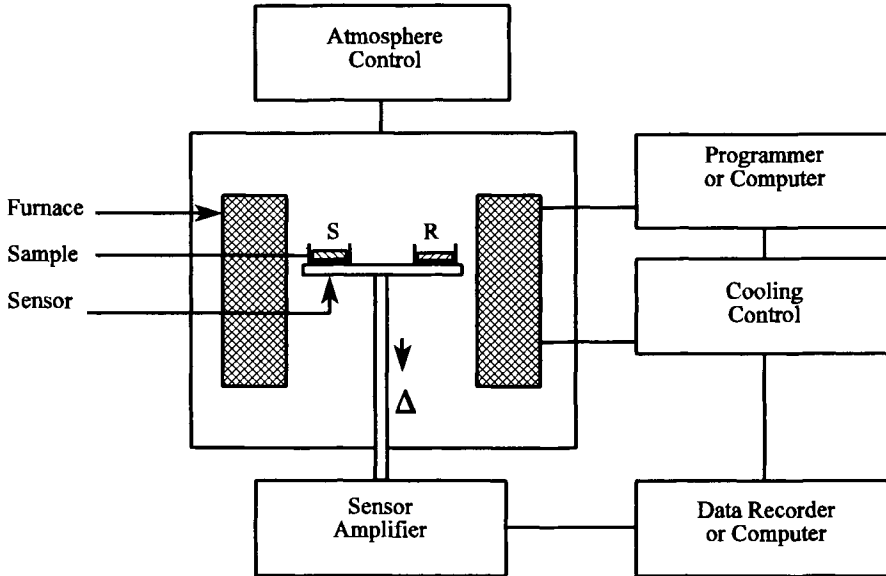 Atmosphere
Control
Programmer
or Computer
Furnace
S
R
Sample
Sensor
Cooling
Control
Δ
Sensor
Amplifier
Data Recorder
or Computer